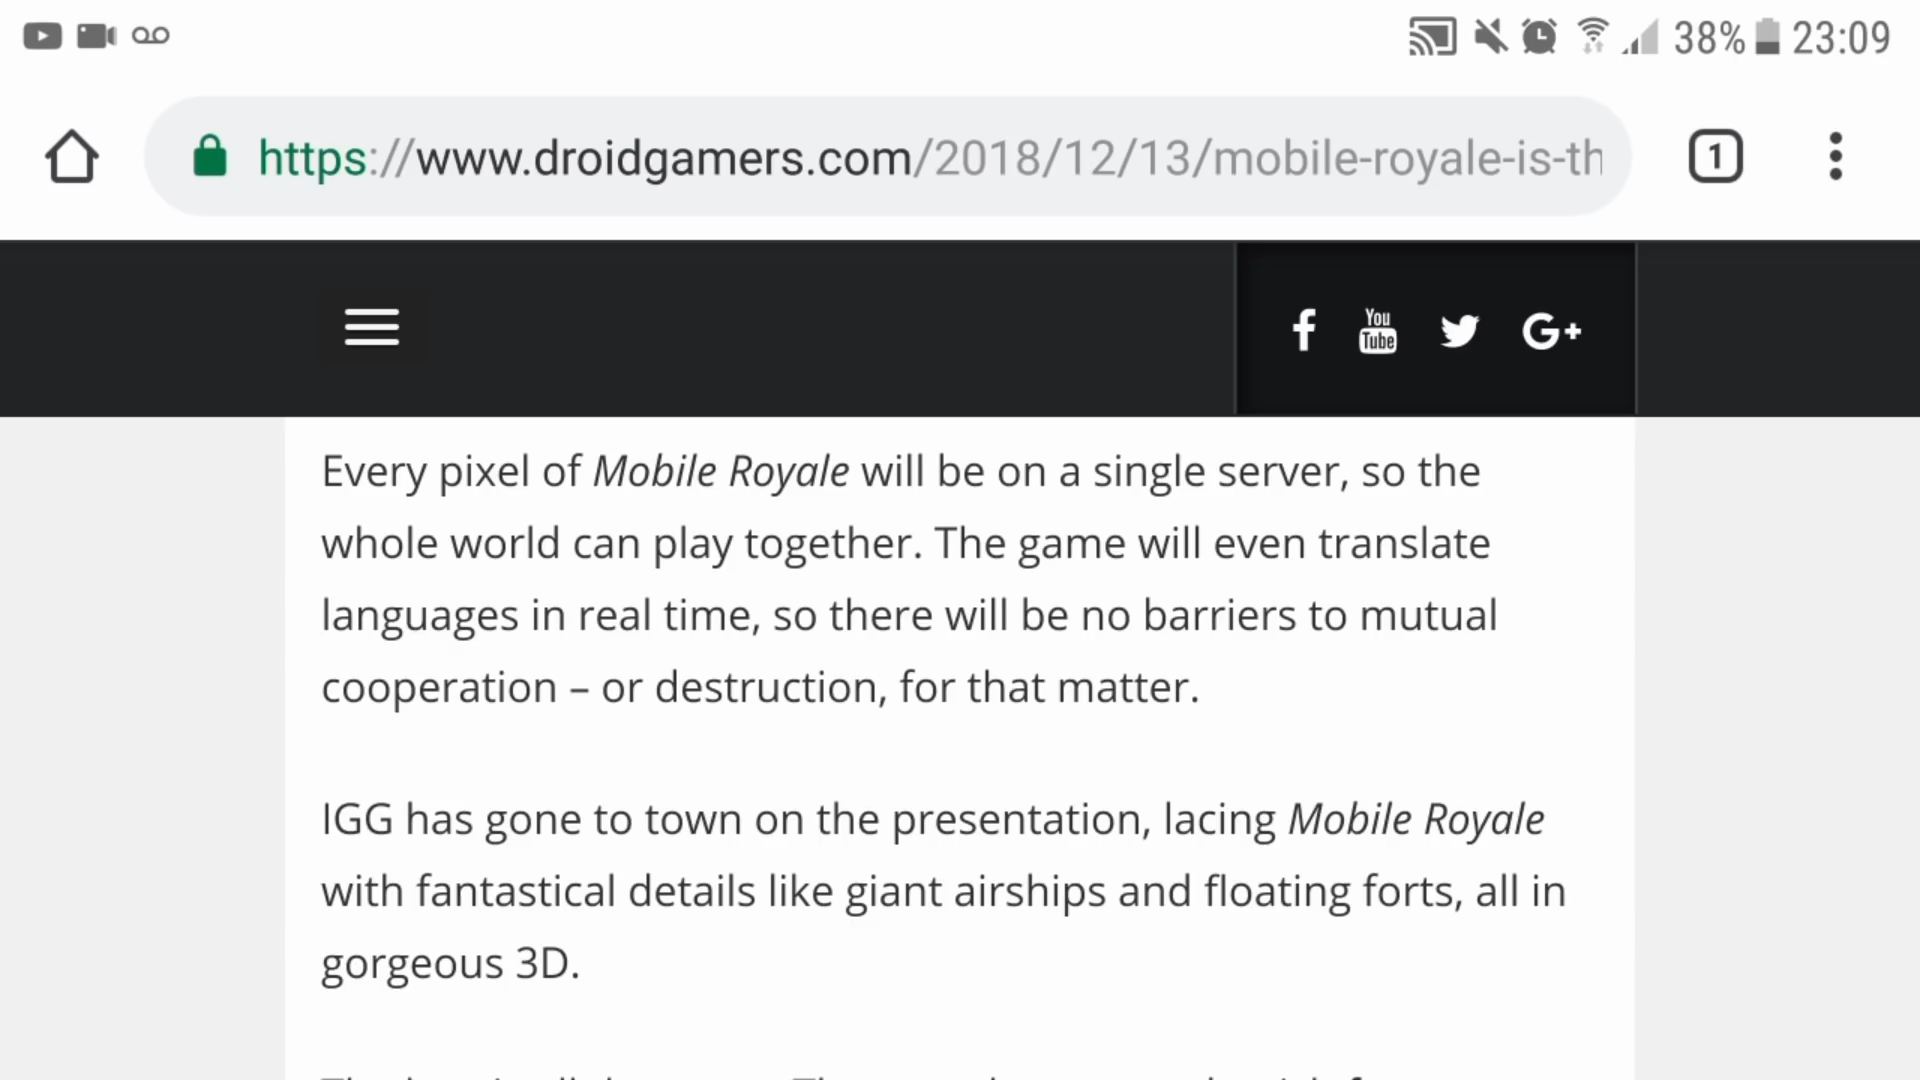 38% 23:09
https://www.droidgamers.com/2018/12/13/mobile-royale-is-th
1
f You Tube G+
Every pixel of Mobile Royale will be on a single server, so the
whole world can play together. The game will even translate
languages in real time, so there will be no barriers to mutual
cooperation – or destruction, for that matter.
IGG has gone to town on the presentation, lacing Mobile Royale
with fantastical details like giant airships and floating forts, all in
gorgeous 3D.